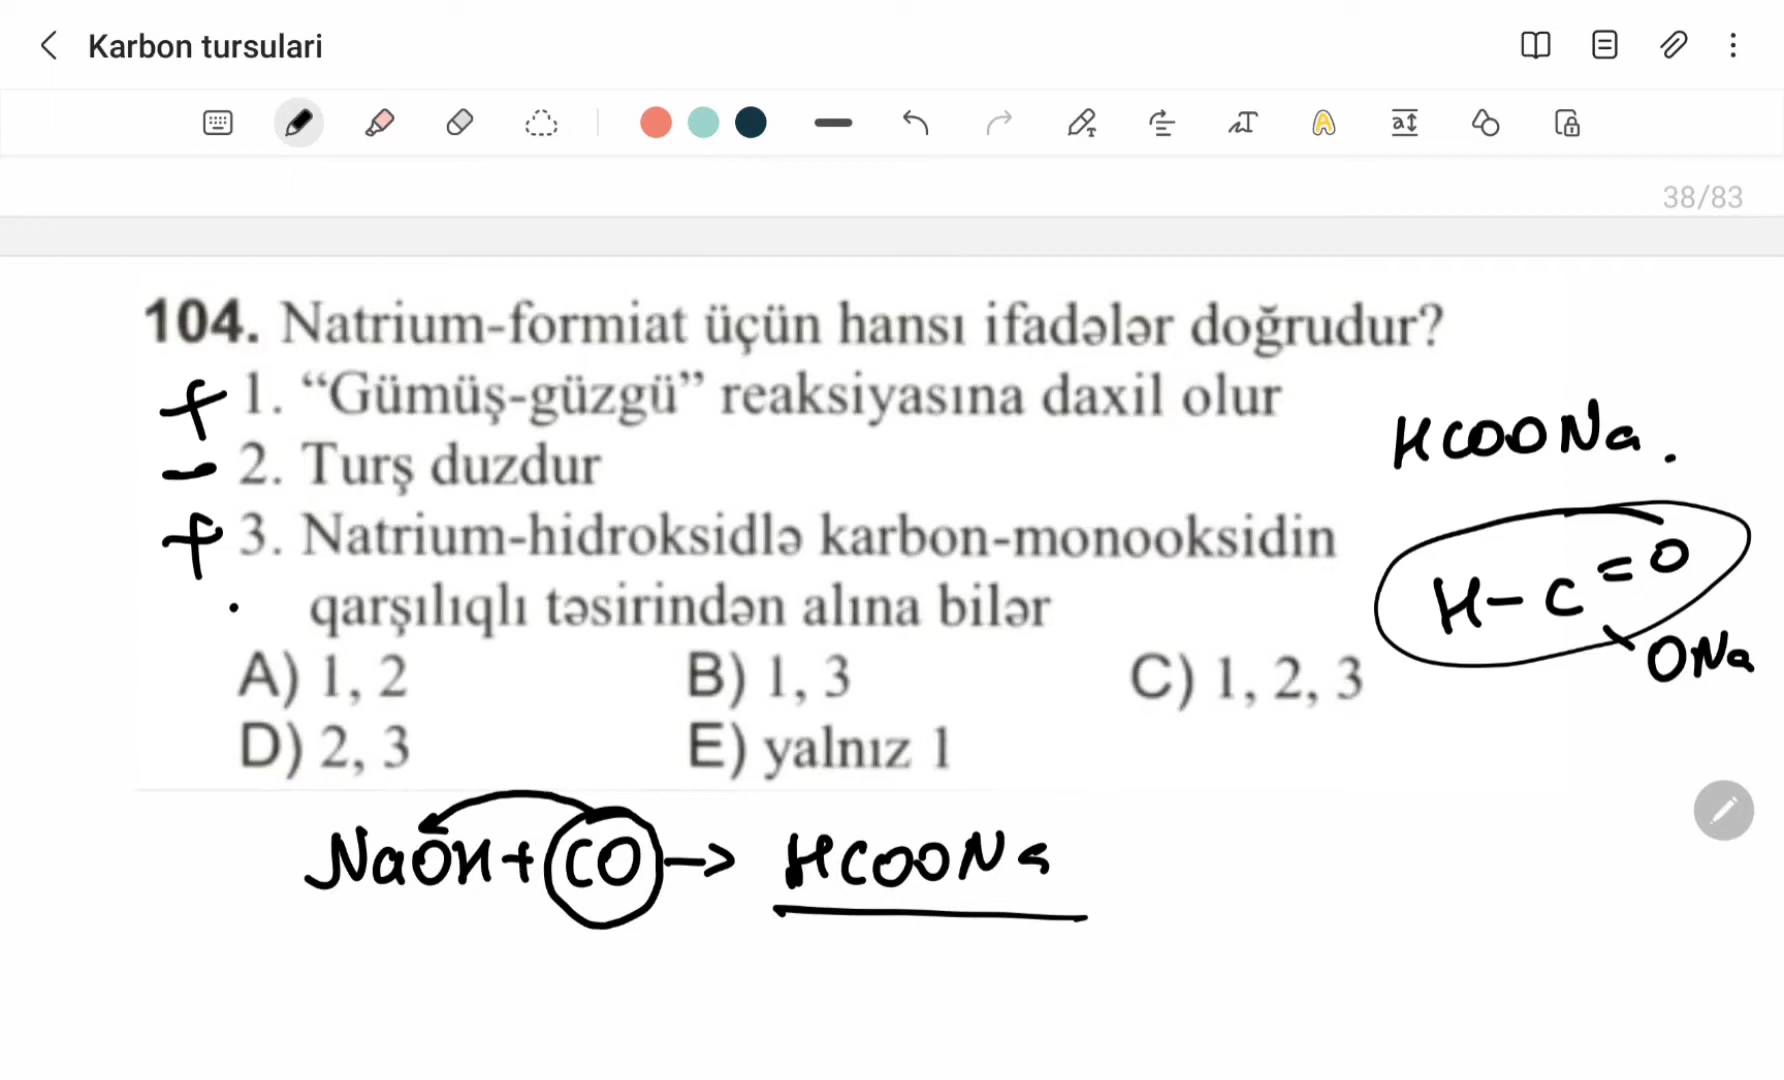 Karbon tursulari
38/83
104. Natrium-formiat üçün hansı ifadələr doğrudur?
+ 1. “Gümüş-güzgü” reaksiyasına daxil olur
HCOONa.
- 2. Turş duzdur
+ 3. Natrium-hidroksidlə karbon-monooksidin
H-C=O
qarşılıqlı təsirindən alına bilər
ONa
A) 1, 2 B) 1, 3 C) 1, 2, 3
D) 2, 3 E) yalnız 1
NaOH+CO->HCOONa